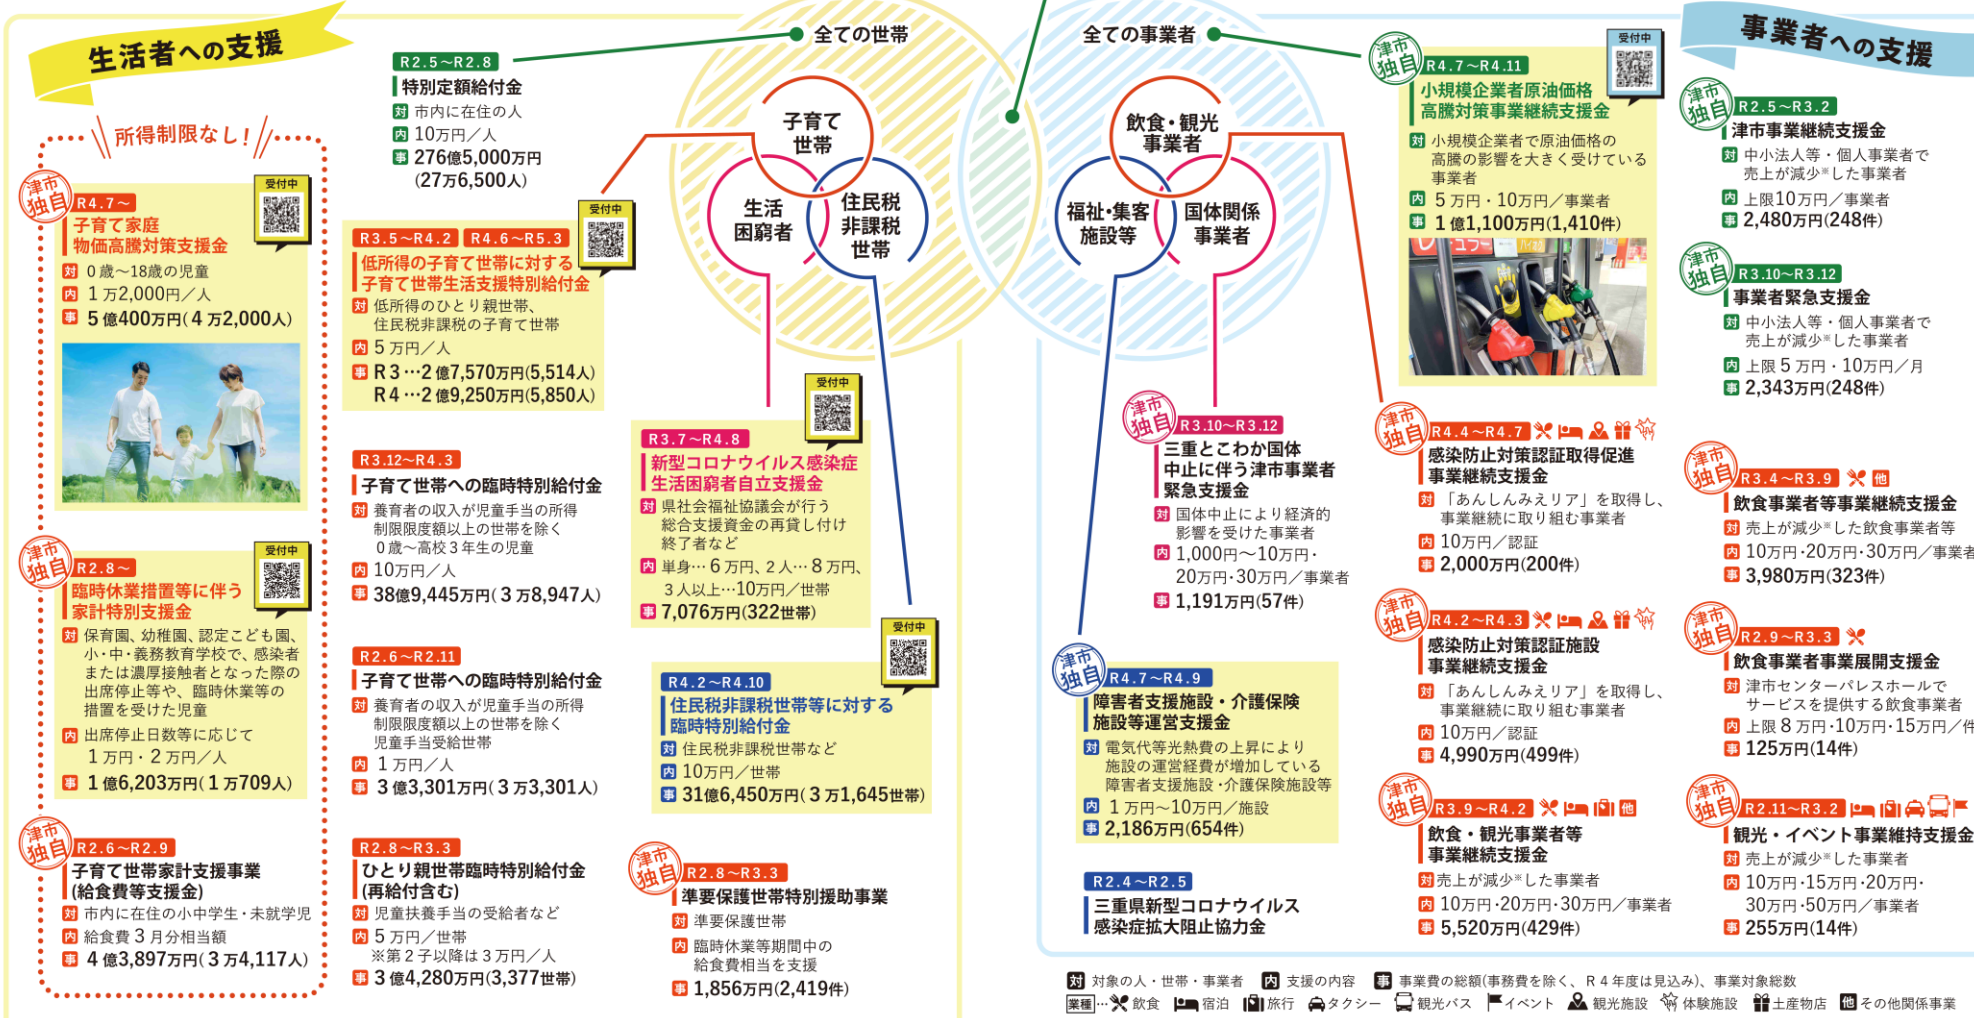 生活者への支援
所得制限なし!
津市独自
R4.7〜
受付中
子育て家庭
物価高騰対策支援金
対 0歳〜18歳の児童
内 1万2,000円／人
事 5億400万円(4万2,000人)
津市独自
R2.8〜
受付中
臨時休業措置等に伴う
家計特別支援金
対 保育園、幼稚園、認定こども園、
小・中・義務教育学校で、感染者
または濃厚接触者となった際の
出席停止等や、臨時休業等の
措置を受けた児童
内 出席停止日数等に応じて
1万円・2万円／人
事 1億6,203万円(1万709人)
津市独自
R2.6〜R2.9
子育て世帯家計支援事業
(給食費等支援金)
対 市内に在住の小中学生・未就学児
内 給食費3月分相当額
事 4億3,897万円(3万4,117人)
R2.5〜R2.8
特別定額給付金
対 市内に在住の人
内 10万円／人
事 276億5,000万円
(27万6,500人)
R3.5〜R4.2 R4.6〜R5.3
受付中
低所得の子育て世帯に対する
子育て世帯生活支援特別給付金
対 低所得のひとり親世帯、
住民税非課税の子育て世帯
内 5万円／人
事 R3…2億7,570万円(5,514人)
R4…2億9,250万円(5,850人)
R3.12〜R4.3
子育て世帯への臨時特別給付金
対 養育者の収入が児童手当の所得
制限限度額以上の世帯を除く
0歳〜高校3年生の児童
内 10万円／人
事 38億9,445万円(3万8,947人)
R2.6〜R2.11
子育て世帯への臨時特別給付金
対 養育者の収入が児童手当の所得
制限限度額以上の世帯を除く
児童手当受給世帯
内 1万円／人
事 3億3,301万円(3万3,301人)
R2.8〜R3.3
ひとり親世帯臨時特別給付金
(再給付含む)
対 児童扶養手当の受給者など
内 5万円／世帯
※第2子以降は3万円／人
事 3億4,280万円(3,377世帯)
全ての世帯
子育て
世帯
生活
困窮者
住民税
非課税
世帯
受付中
R3.7〜R4.8
新型コロナウイルス感染症
生活困窮者自立支援金
対 県社会福祉協議会が行う
総合支援資金の再貸し付け
終了者など
内 単身…6万円、2人…8万円、
3人以上…10万円／世帯
事 7,076万円(322世帯)
受付中
R4.2〜R4.10
住民税非課税世帯等に対する
臨時特別給付金
対 住民税非課税世帯など
内 10万円／世帯
事 31億6,450万円(3万1,645世帯)
津市独自
R2.8〜R3.3
準要保護世帯特別援助事業
対 準要保護世帯
内 臨時休業等期間中の
給食費相当を支援
事 1,856万円(2,419件)
事業者への支援
全ての事業者
飲食・観光
事業者
福祉・集客
施設等
国体関係
事業者
津市独自
R3.10〜R3.12
三重とこわか国体
中止に伴う津市事業者
緊急支援金
対 国体中止により経済的
影響を受けた事業者
内 1,000円〜10万円・
20万円・30万円／事業者
事 1,191万円(57件)
津市独自
R4.7〜R4.9
障害者支援施設・介護保険
施設等運営支援金
対 電気代等光熱費の上昇により
施設の運営経費が増加している
障害者支援施設・介護保険施設等
内 1万円〜10万円／施設
事 2,186万円(654件)
R2.4〜R2.5
三重県新型コロナウイルス
感染症拡大阻止協力金
津市独自
R4.7〜R4.11
受付中
小規模企業者原油価格
高騰対策事業継続支援金
対 小規模企業者で原油価格の
高騰の影響を大きく受けている
事業者
内 5万円・10万円／事業者
事 1億1,100万円(1,410件)
レギュラー
ハイオク
津市独自
R4.4〜R4.7
感染防止対策認証取得促進
事業継続支援金
対 「あんしんみえリア」を取得し、
事業継続に取り組む事業者
内 10万円／認証
事 2,000万円(200件)
津市独自
R4.2〜R4.3
感染防止対策認証施設
事業継続支援金
対 「あんしんみえリア」を取得し、
事業継続に取り組む事業者
内 10万円／認証
事 4,990万円(499件)
津市独自
R3.9〜R4.2 他
飲食・観光事業者等
事業継続支援金
対 売上が減少※した事業者
内 10万円・20万円・30万円／事業者
事 5,520万円(429件)
津市独自
R2.5〜R3.2
津市事業継続支援金
対 中小法人等・個人事業者で
売上が減少※した事業者
内 上限10万円／事業者
事 2,480万円(248件)
津市独自
R3.10〜R3.12
事業者緊急支援金
対 中小法人等・個人事業者で
売上が減少※した事業者
内 上限5万円・10万円／月
事 2,343万円(248件)
津市独自
R3.4〜R3.9 他
飲食事業者等事業継続支援金
対 売上が減少※した飲食事業者等
内 10万円・20万円・30万円／事業者
事 3,980万円(323件)
津市独自
R2.9〜R3.3
飲食事業者事業展開支援金
対 津市センターパレスホールで
サービスを提供する飲食事業者
内 上限8万円・10万円・15万円／件
事 125万円(14件)
津市独自
R2.11〜R3.2
観光・イベント事業維持支援金
対 売上が減少※した事業者
内 10万円・15万円・20万円・
30万円・50万円／事業者
事 255万円(14件)
対 対象の人・世帯・事業者 内 支援の内容 事 事業費の総額(事務費を除く、R4年度は見込み)、事業対象総数
業種… 飲食 宿泊 旅行 タクシー 観光バス イベント 観光施設 体験施設 土産物店 他 その他関係事業